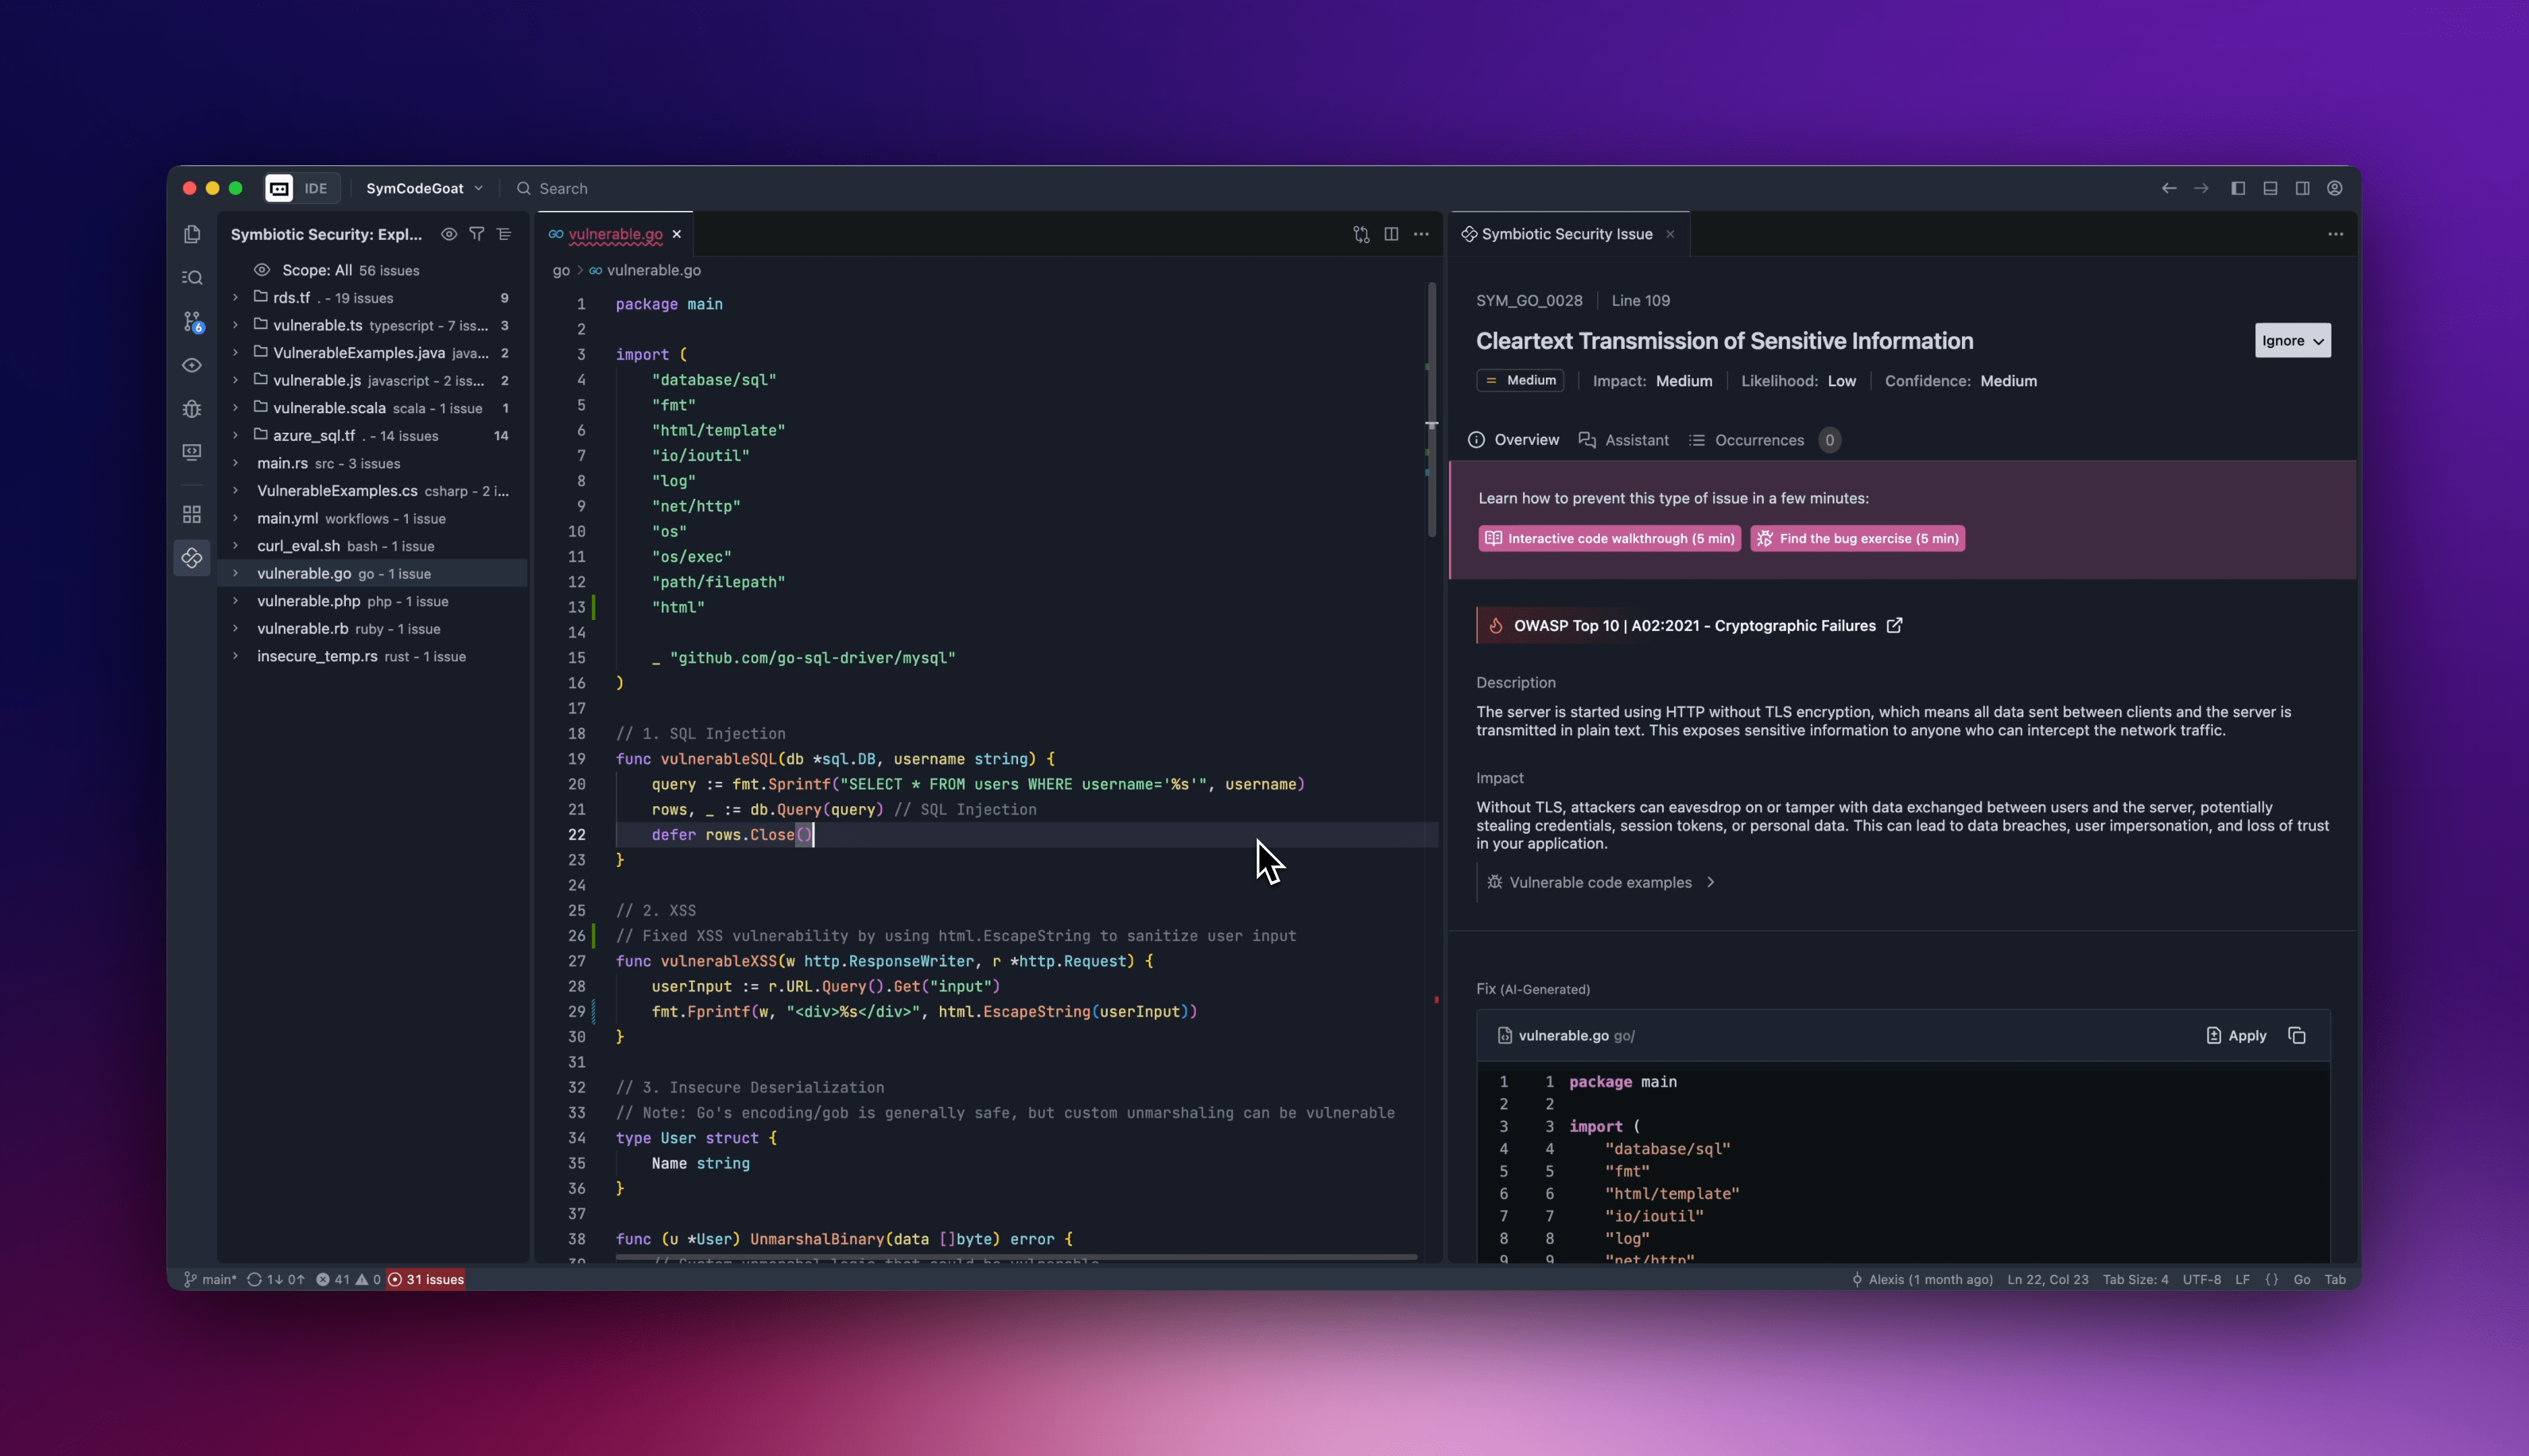 IDE
SymCodeGoat
Search
Symbiotic Security: Expl...
Scope: All 56 issues
rds.tf . - 19 issues 9
vulnerable.ts typescript - 7 iss... 3
VulnerableExamples.java java... 2
vulnerable.js javascript - 2 iss... 2
vulnerable.scala scala - 1 issue 1
azure_sql.tf . - 14 issues 14
main.rs src - 3 issues
VulnerableExamples.cs csharp - 2 i...
main.yml workflows - 1 issue
curl_eval.sh bash - 1 issue
vulnerable.go go - 1 issue
vulnerable.php php - 1 issue
vulnerable.rb ruby - 1 issue
insecure_temp.rs rust - 1 issue
6
vulnerable.go
go > vulnerable.go
1 package main
2
3 import (
4 "database/sql"
5 "fmt"
6 "html/template"
7 "io/ioutil"
8 "log"
9 "net/http"
10 "os"
11 "os/exec"
12 "path/filepath"
13 "html"
14
15 _ "github.com/go-sql-driver/mysql"
16 )
17
18 // 1. SQL Injection
19 func vulnerableSQL(db *sql.DB, username string) {
20 query := fmt.Sprintf("SELECT * FROM users WHERE username='%s'", username)
21 rows, _ := db.Query(query) // SQL Injection
22 defer rows.Close()
23 }
24
25 // 2. XSS
26 // Fixed XSS vulnerability by using html.EscapeString to sanitize user input
27 func vulnerableXSS(w http.ResponseWriter, r *http.Request) {
28 userInput := r.URL.Query().Get("input")
29 fmt.Fprintf(w, "<div>%s</div>", html.EscapeString(userInput))
30 }
31
32 // 3. Insecure Deserialization
33 // Note: Go's encoding/gob is generally safe, but custom unmarshaling can be vulnerable
34 type User struct {
35 Name string
36 }
37
38 func (u *User) UnmarshalBinary(data []byte) error {
39 // Custom unmarshal logic that could be vulnerable
Symbiotic Security Issue
SYM_GO_0028 Line 109
Cleartext Transmission of Sensitive Information
Ignore
Medium Impact: Medium Likelihood: Low Confidence: Medium
Overview Assistant Occurrences 0
Learn how to prevent this type of issue in a few minutes:
Interactive code walkthrough (5 min) Find the bug exercise (5 min)
OWASP Top 10 | A02:2021 - Cryptographic Failures
Description
The server is started using HTTP without TLS encryption, which means all data sent between clients and the server is
transmitted in plain text. This exposes sensitive information to anyone who can intercept the network traffic.
Impact
Without TLS, attackers can eavesdrop on or tamper with data exchanged between users and the server, potentially
stealing credentials, session tokens, or personal data. This can lead to data breaches, user impersonation, and loss of trust
in your application.
Vulnerable code examples
Fix (AI-Generated)
vulnerable.go go/ Apply
1 1 package main
2 2
3 3 import (
4 4 "database/sql"
5 5 "fmt"
6 6 "html/template"
7 7 "io/ioutil"
8 8 "log"
9 9 "net/http"
main* 1↓ 0↑ 41 0 31 issues
Alexis (1 month ago) Ln 22, Col 23 Tab Size: 4 UTF-8 LF {} Go Tab